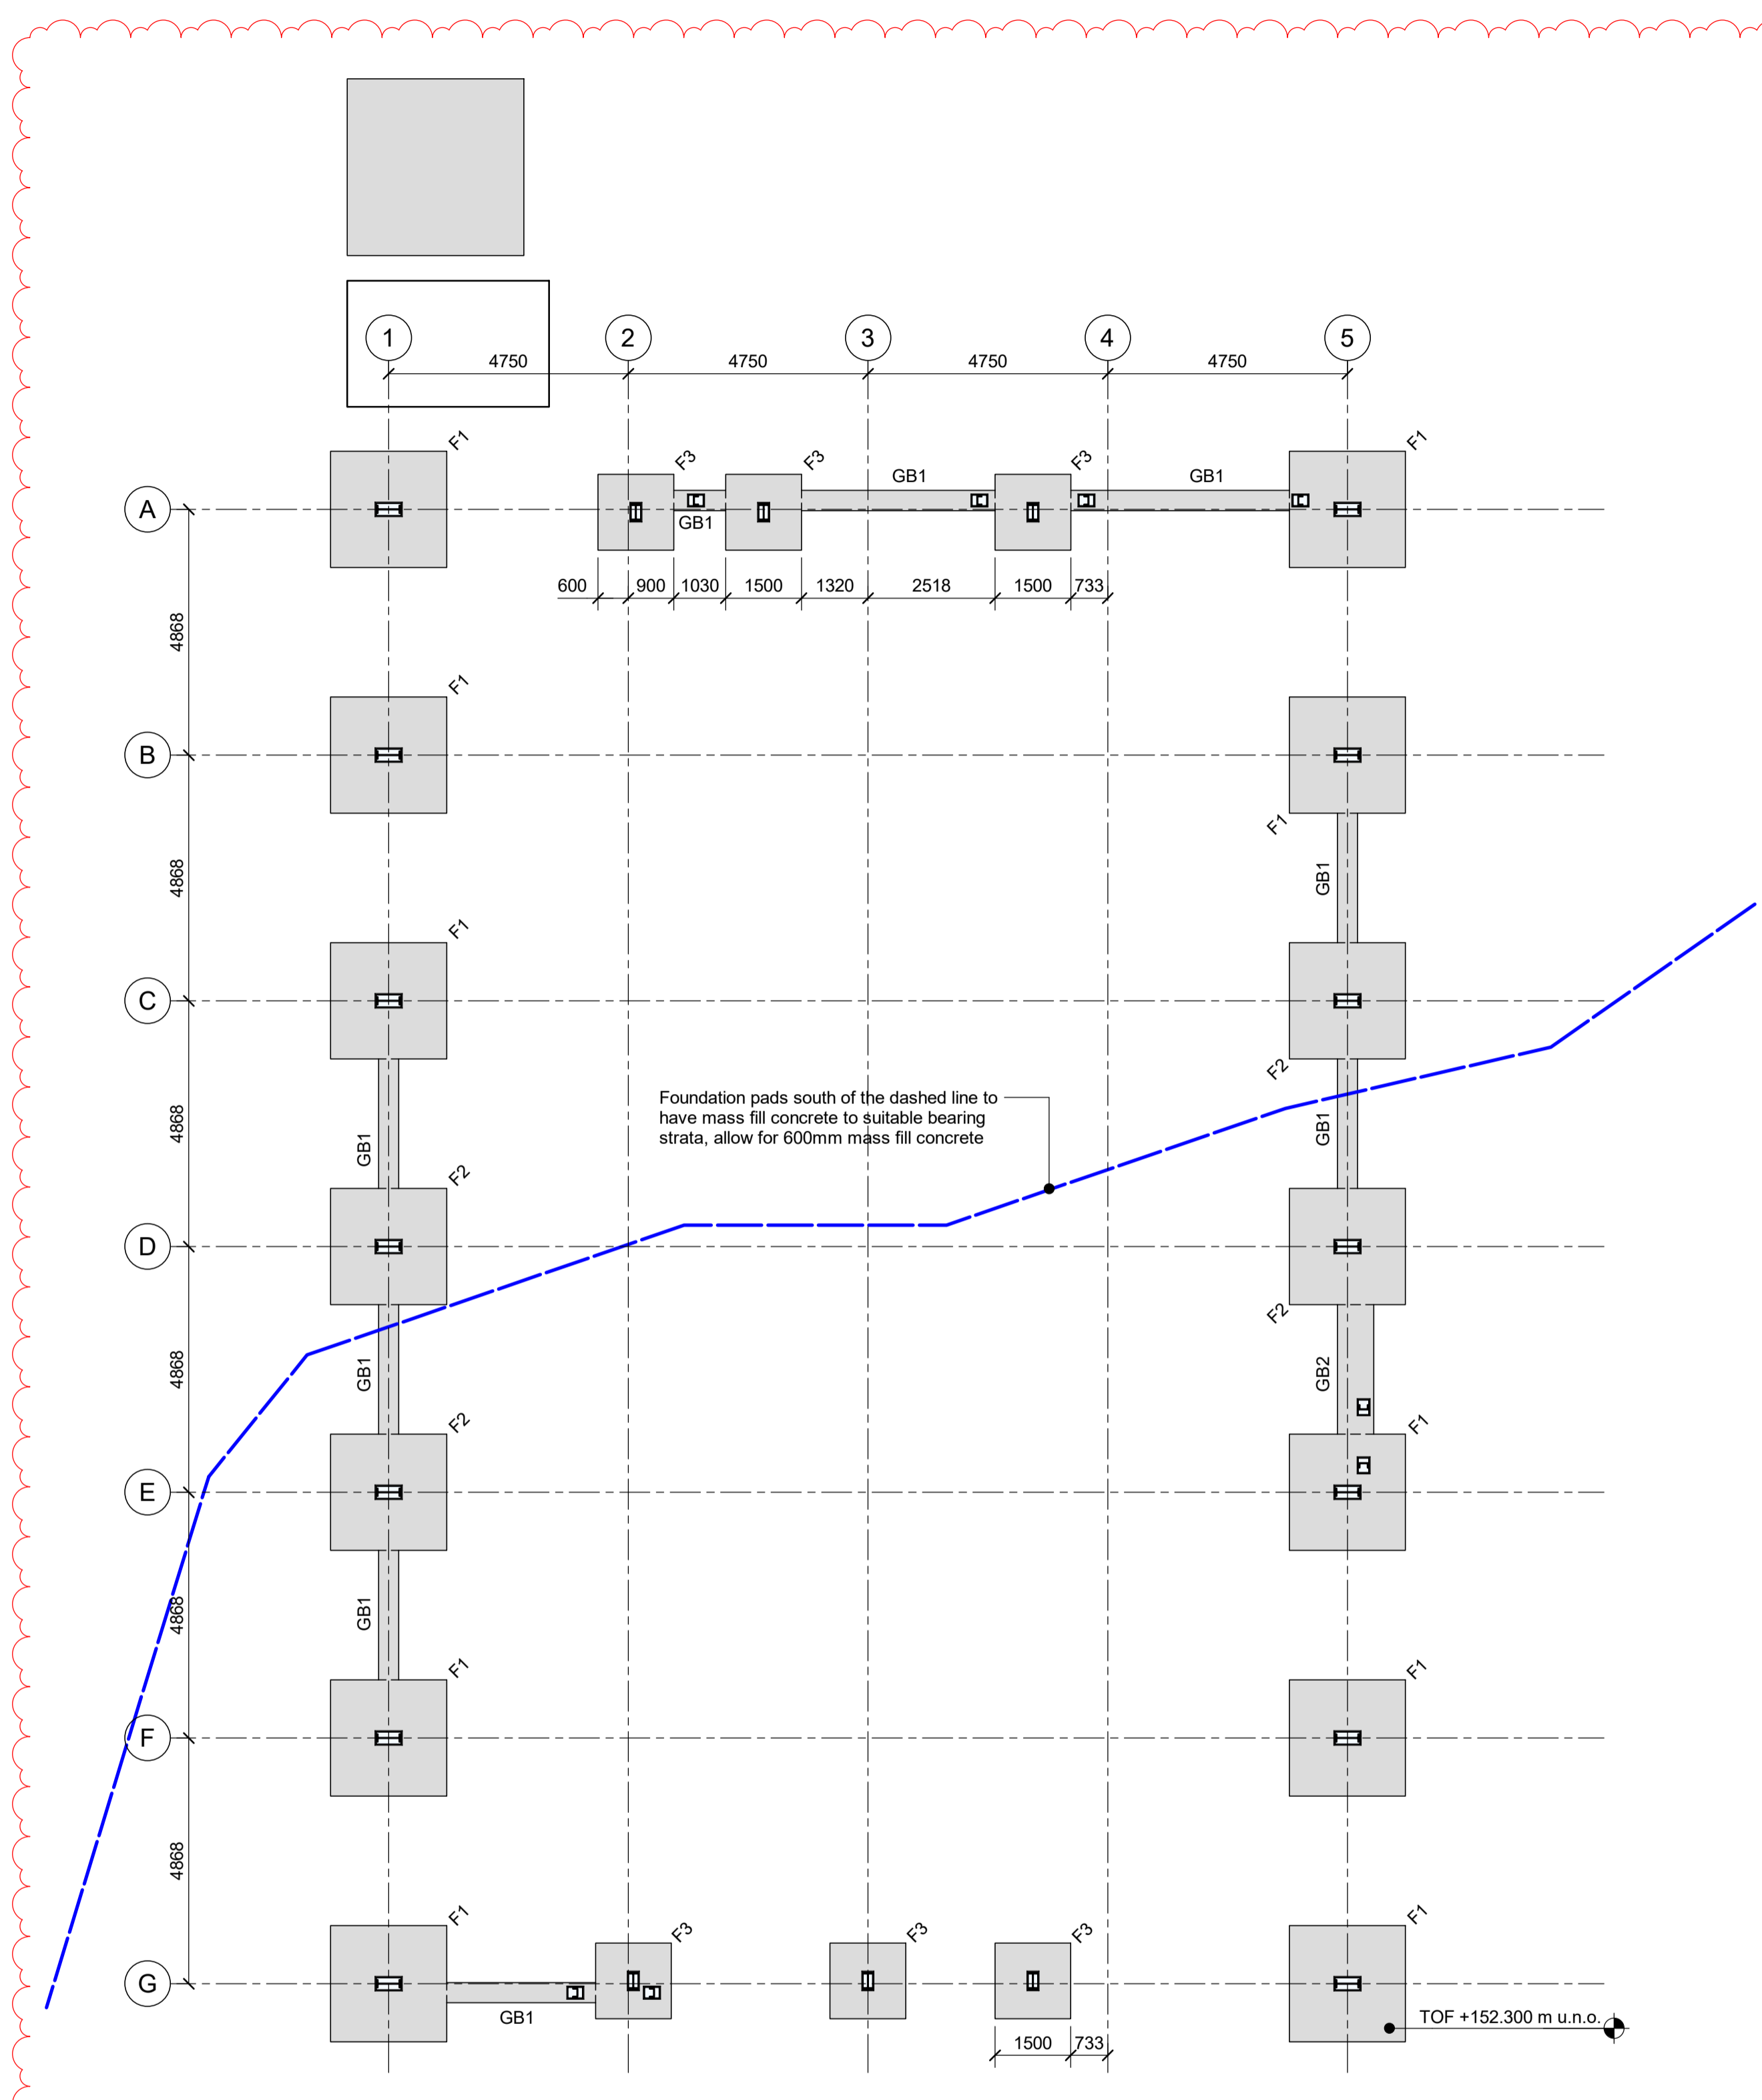 1
2
3
4
5
4750
4750
4750
4750
F1
F3
F3
F3
F1
GB1
GB1
A
GB1
600
900
1030
1500
1320
2518
1500
733
4868
F1
B
F1
4868
GB1
F1
C
F2
Foundation pads south of the dashed line to
have mass fill concrete to suitable bearing
strata, allow for 600mm mass fill concrete
4868
GB1
GB1
F2
D
F2
4868
GB1
GB2
F2
F1
E
4868
GB1
F1
F1
F
4868
F1
F3
F3
F3
F1
G
GB1
TOF +152.300 m u.n.o.
1500
733